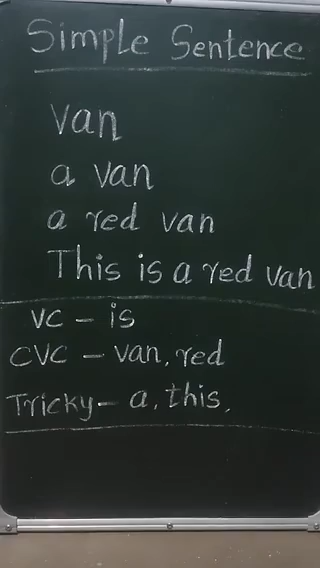 Simple Sentence
van
a van
a red van
This is a red van
VC - is
CVC - van, red
Tricky - a, this,